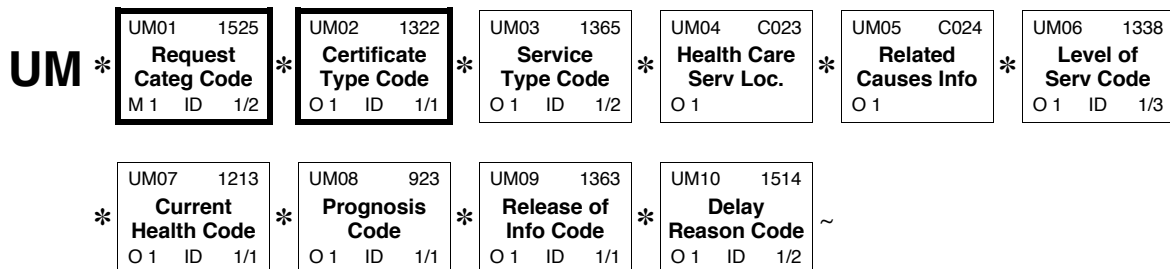 UM * UM01 1525 Request Categ Code M 1 ID 1/2 * UM02 1322 Certificate Type Code O 1 ID 1/1 * UM03 1365 Service Type Code O 1 ID 1/2 * UM04 C023 Health Care Serv Loc. O 1 * UM05 C024 Related Causes Info O 1 * UM06 1338 Level of Serv Code O 1 ID 1/3
* UM07 1213 Current Health Code O 1 ID 1/1 * UM08 923 Prognosis Code O 1 ID 1/1 * UM09 1363 Release of Info Code O 1 ID 1/1 * UM10 1514 Delay Reason Code O 1 ID 1/2 ~